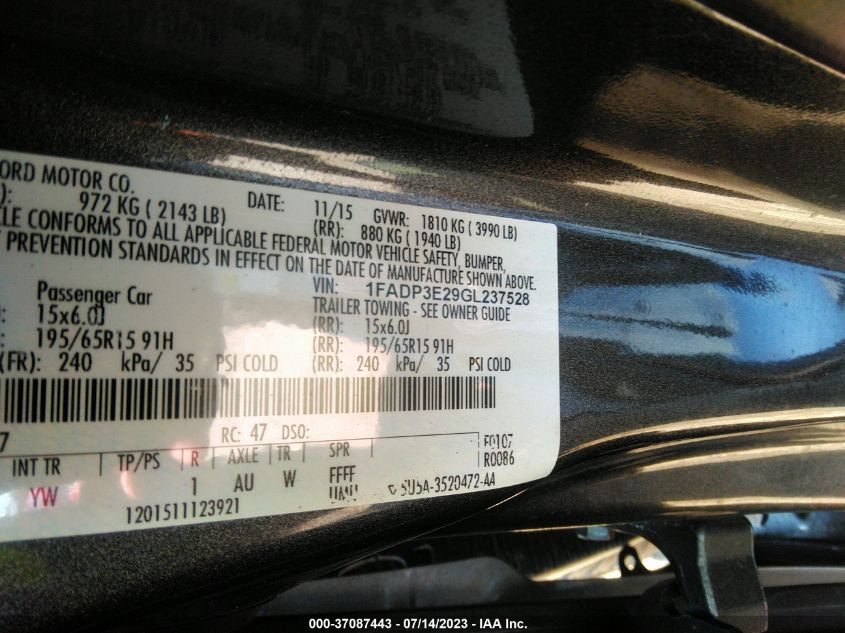 ORD MOTOR CO.
DATE: 11/15 GVWR: 1810 KG ( 3990 LB)
): 972 KG ( 2143 LB) (RR): 880 KG ( 1940 LB)
LE CONFORMS TO ALL APPLICABLE FEDERAL MOTOR VEHICLE SAFETY, BUMPER,
T PREVENTION STANDARDS IN EFFECT ON THE DATE OF MANUFACTURE SHOWN ABOVE.
VIN: 1FADP3E29GL237528
Passenger Car TRAILER TOWING - SEE OWNER GUIDE
: 15x6.0J (RR): 15x6.0J
: 195/65R15 91H (RR): 195/65R15 91H
(FR): 240 kPa/ 35 PSI COLD (RR): 240 kPa/ 35 PSI COLD
7 RC: 47 DSO: F0107
INT TR TP/PS R AXLE TR SPR R0086
YW 1 AU W FFFF
5U5A-3520472-AA
1201511123921
000-37087443 - 07/14/2023 - IAA Inc.